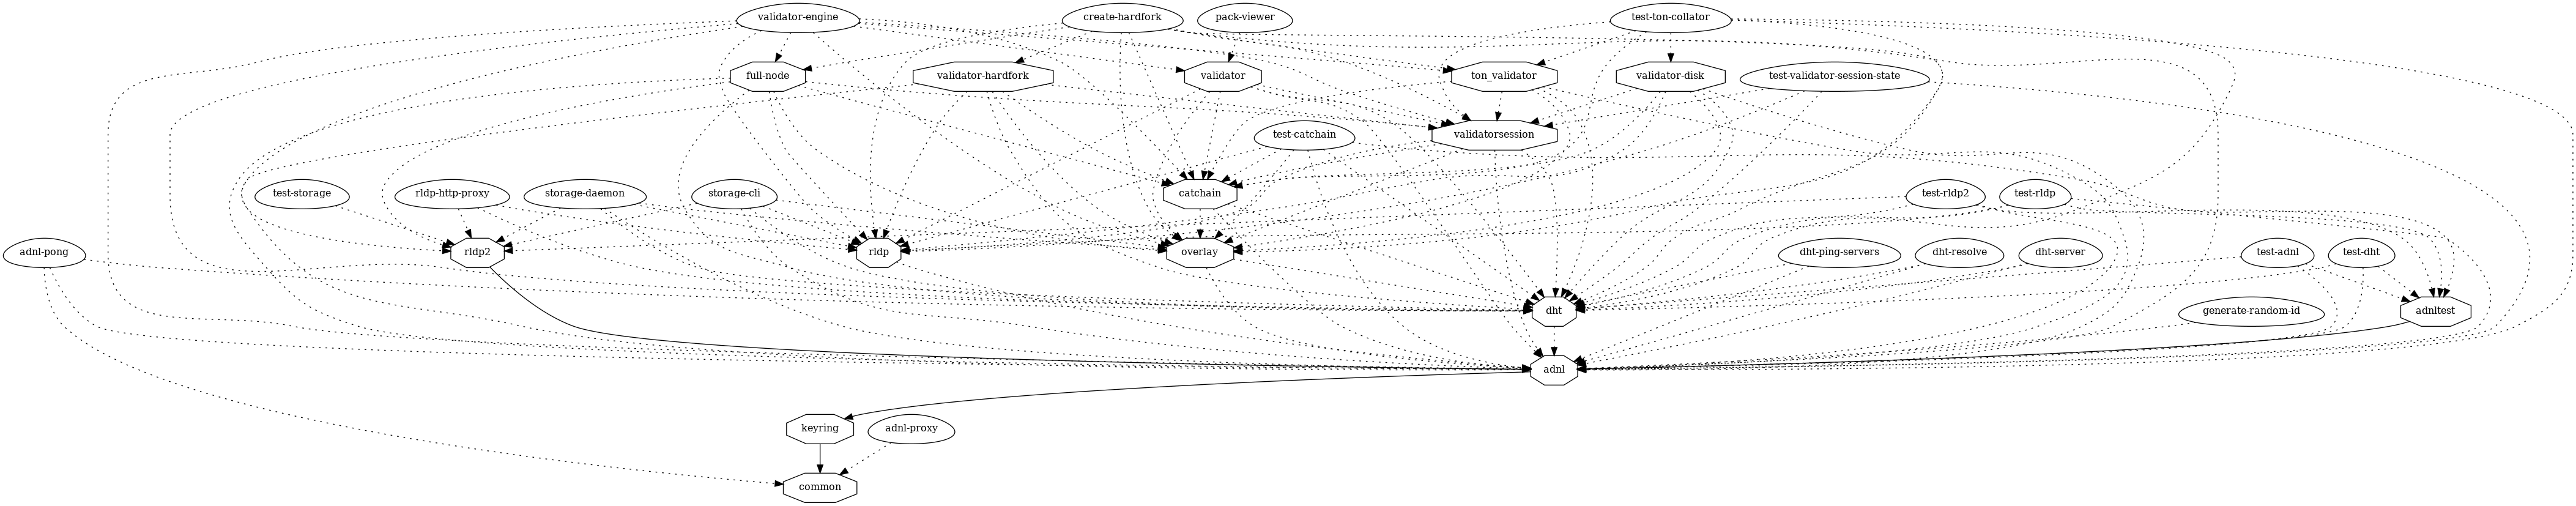 validator-engine
create-hardfork
pack-viewer
test-ton-collator
full-node
validator-hardfork
validator
ton_validator
validator-disk
test-validator-session-state
test-catchain
validatorsession
test-storage
rldp-http-proxy
storage-daemon
storage-cli
catchain
test-rldp2
test-rldp
adnl-pong
rldp2
rldp
overlay
dht-ping-servers
dht-resolve
dht-server
test-adnl
test-dht
dht
generate-random-id
adnltest
adnl
keyring
adnl-proxy
common